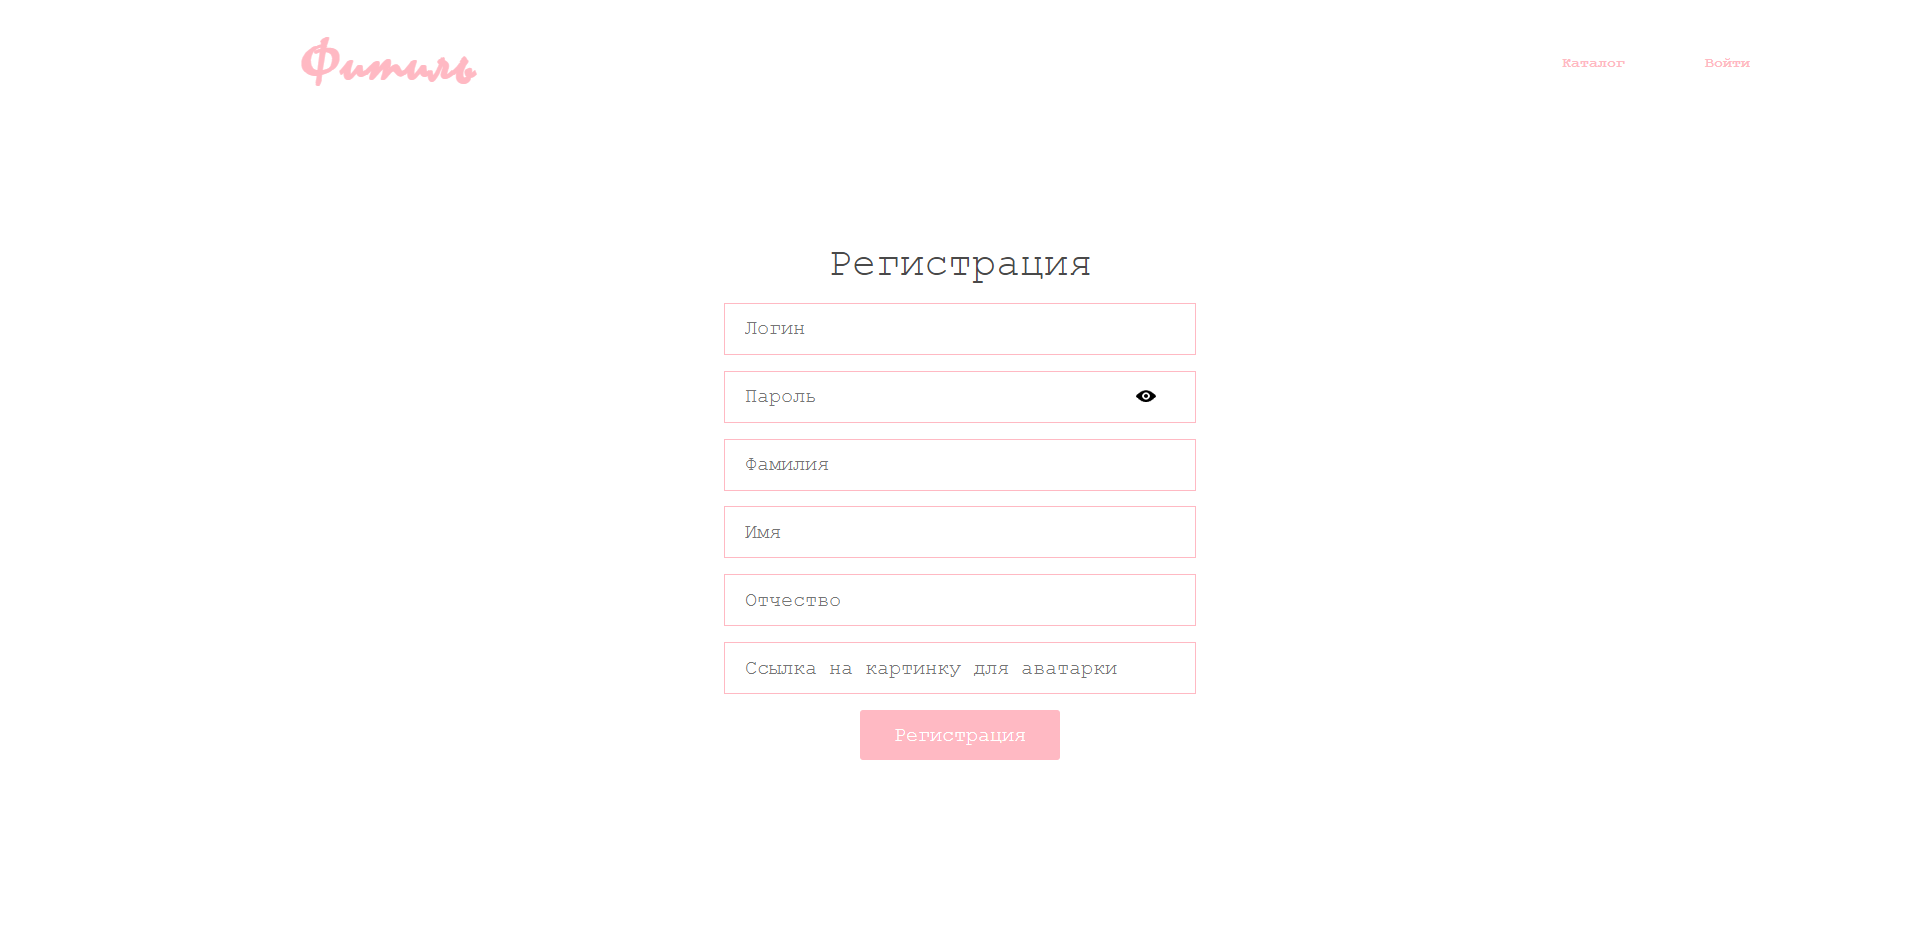 Фитиль
Каталог
Войти
Регистрация
Логин
Пароль
Фамилия
Имя
Отчество
Ссылка на картинку для аватарки
Регистрация